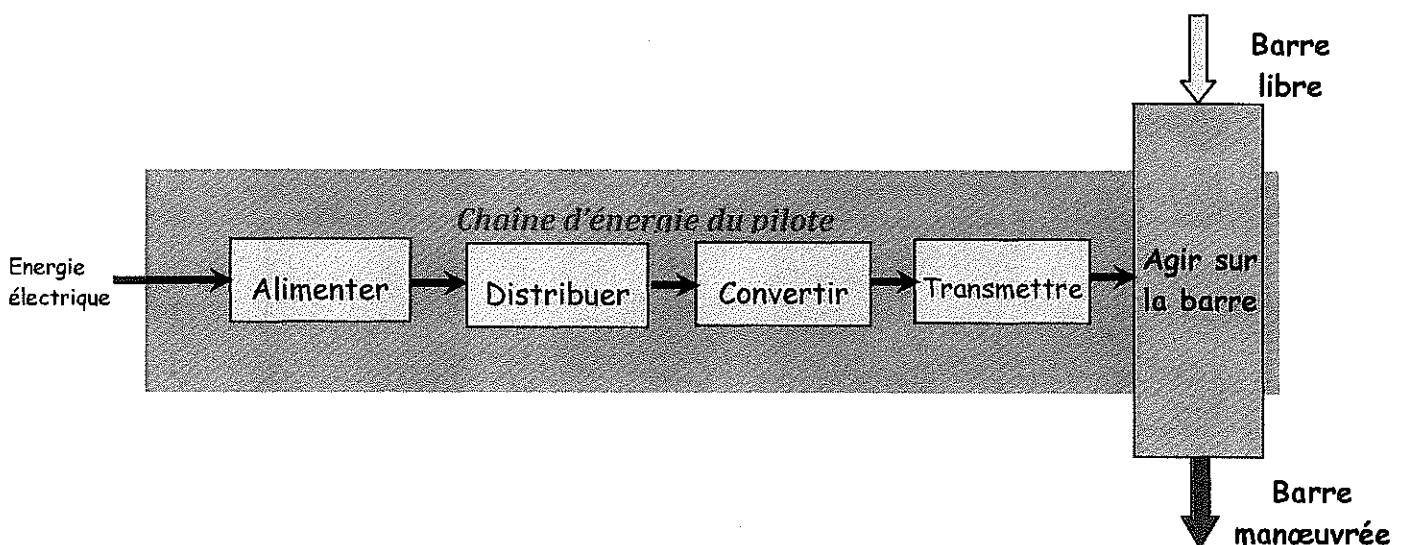 Barre
libre
Chaîne d'énergie du pilote
Energie
électrique
Alimenter
Distribuer
Convertir
Transmettre
Agir sur
la barre
Barre
manœuvrée